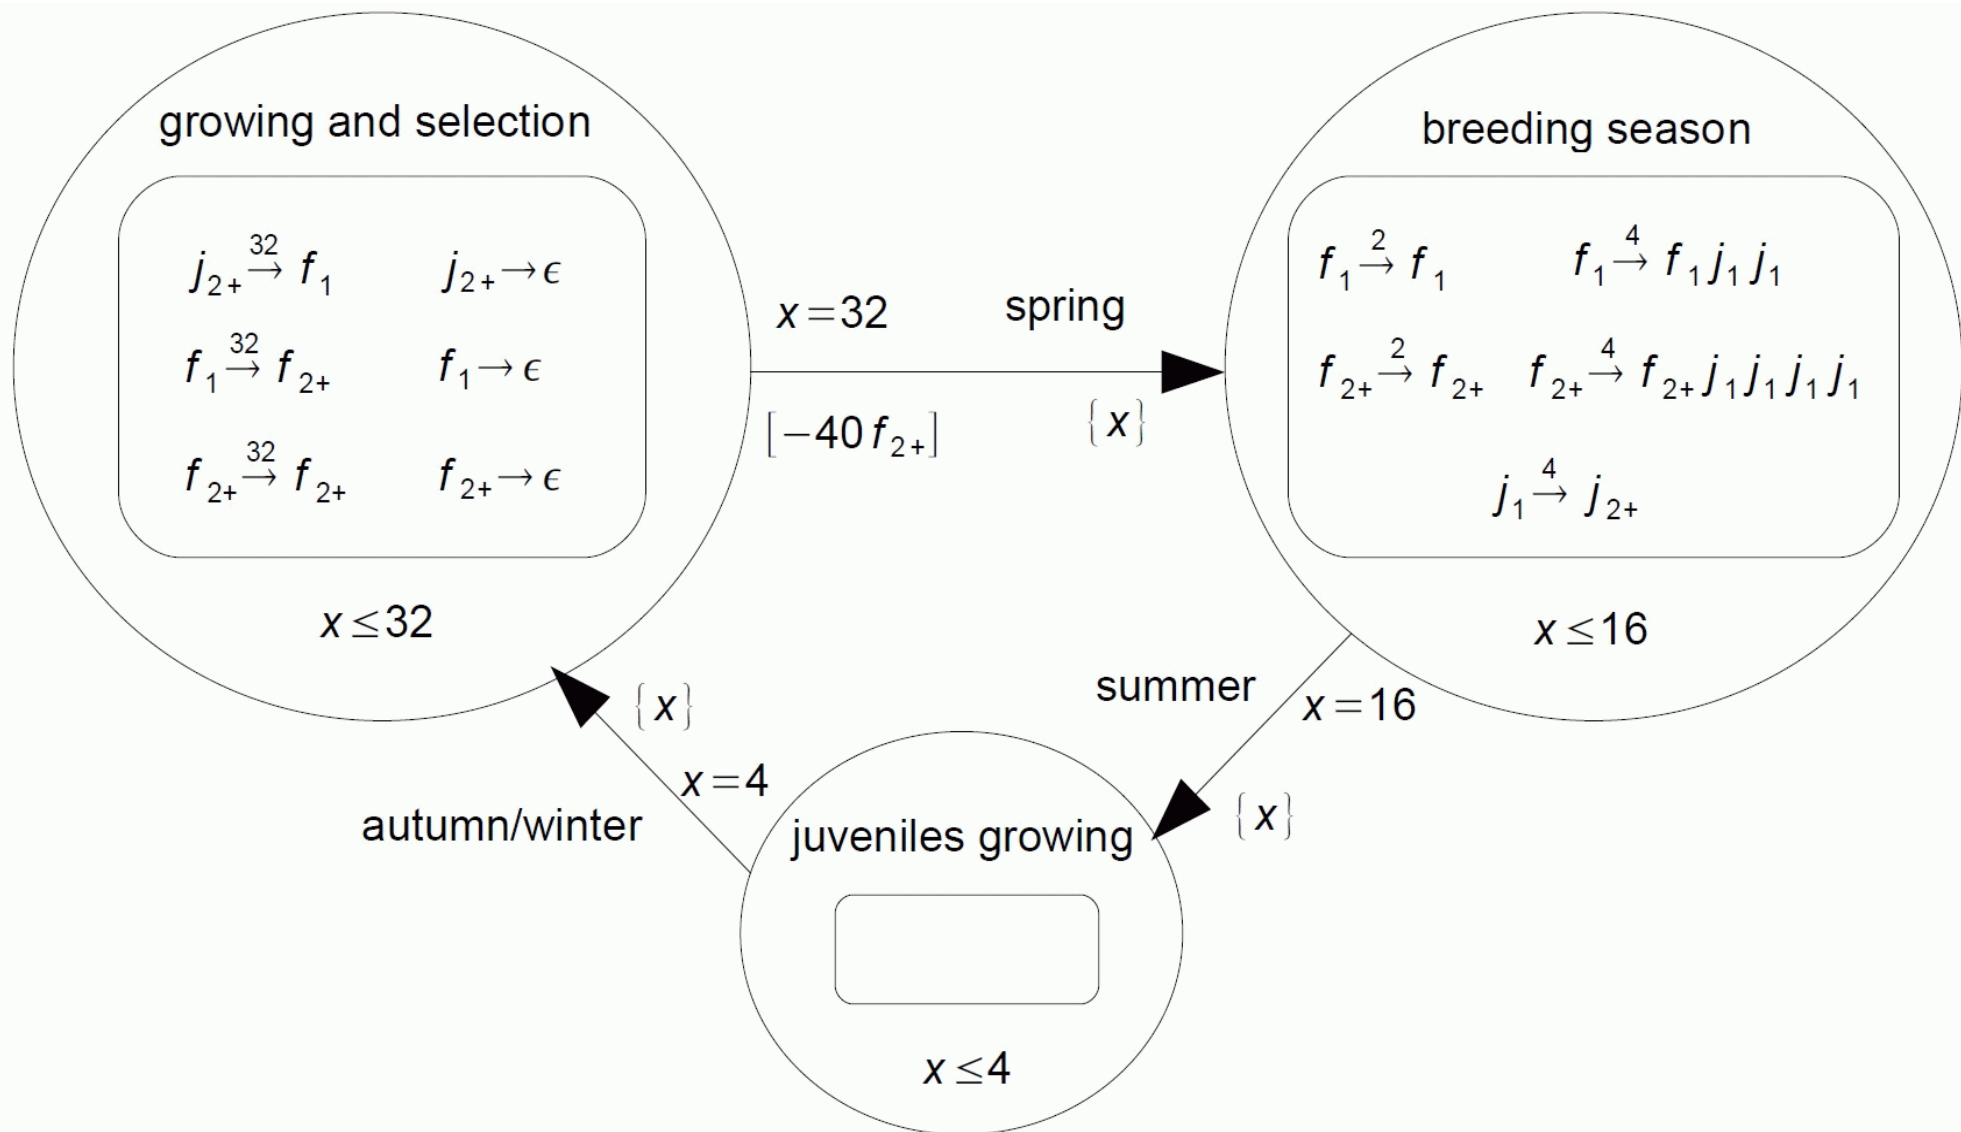 growing and selection
j₂₊ →³² f₁ j₂₊ → ϵ
f₁ →³² f₂₊ f₁ → ϵ
f₂₊ →³² f₂₊ f₂₊ → ϵ
x ≤ 32
x = 32 spring
[−40 f₂₊] {x}
breeding season
f₁ →² f₁ f₁ →⁴ f₁ j₁ j₁
f₂₊ →² f₂₊ f₂₊ →⁴ f₂₊ j₁ j₁ j₁ j₁
j₁ →⁴ j₂₊
x ≤ 16
summer x = 16
{x}
{x}
x = 4
autumn/winter
juveniles growing
x ≤ 4